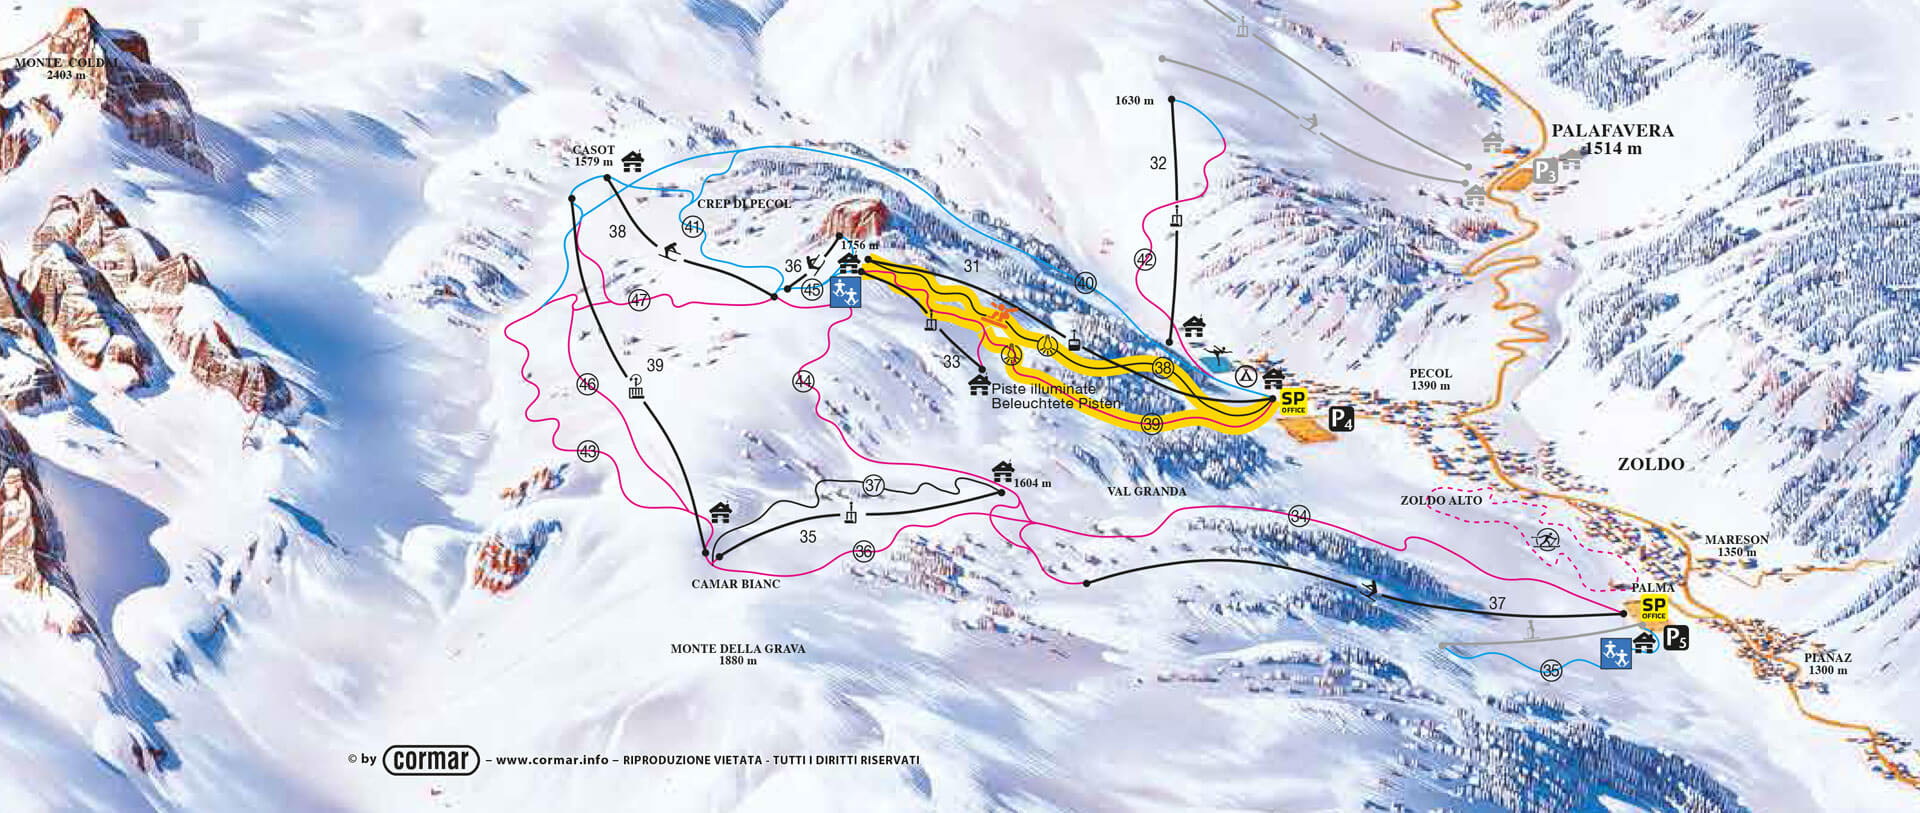 MONTE COLDAI
2403 m
CASOT
1579 m
38
CREP DI PECOL
41
36
1756 m
45
47
31
40
1630 m
32
42
PALAFAVERA
1514 m
P3
39
46
44
33
Piste illuminate
Beleuchtete Pisten
38
39
SP
OFFICE
P4
PECOL
1390 m
43
37
1604 m
35
36
CAMAR BIANC
VAL GRANDA
34
ZOLDO
ZOLDO ALTO
MARESON
1350 m
PALMA
SP
OFFICE
P5
37
35
PIANAZ
1300 m
MONTE DELLA GRAVA
1880 m
© by cormar – www.cormar.info – RIPRODUZIONE VIETATA - TUTTI I DIRITTI RISERVATI